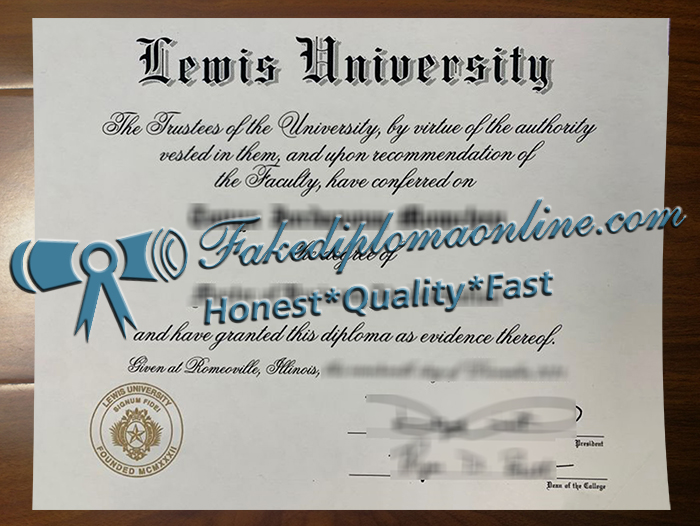 Lewis University
The Trustees of the University, by virtue of the authority
vested in them, and upon recommendation of
the Faculty, have conferred on
Fakediplomaonline.com
the degree of
Honest*Quality*Fast
and have granted this diploma as evidence thereof.
Given at Romeoville, Illinois,
LEWIS UNIVERSITY
SIGNUM FIDEI
FOUNDED MCMXXXII
President
Dean of the College